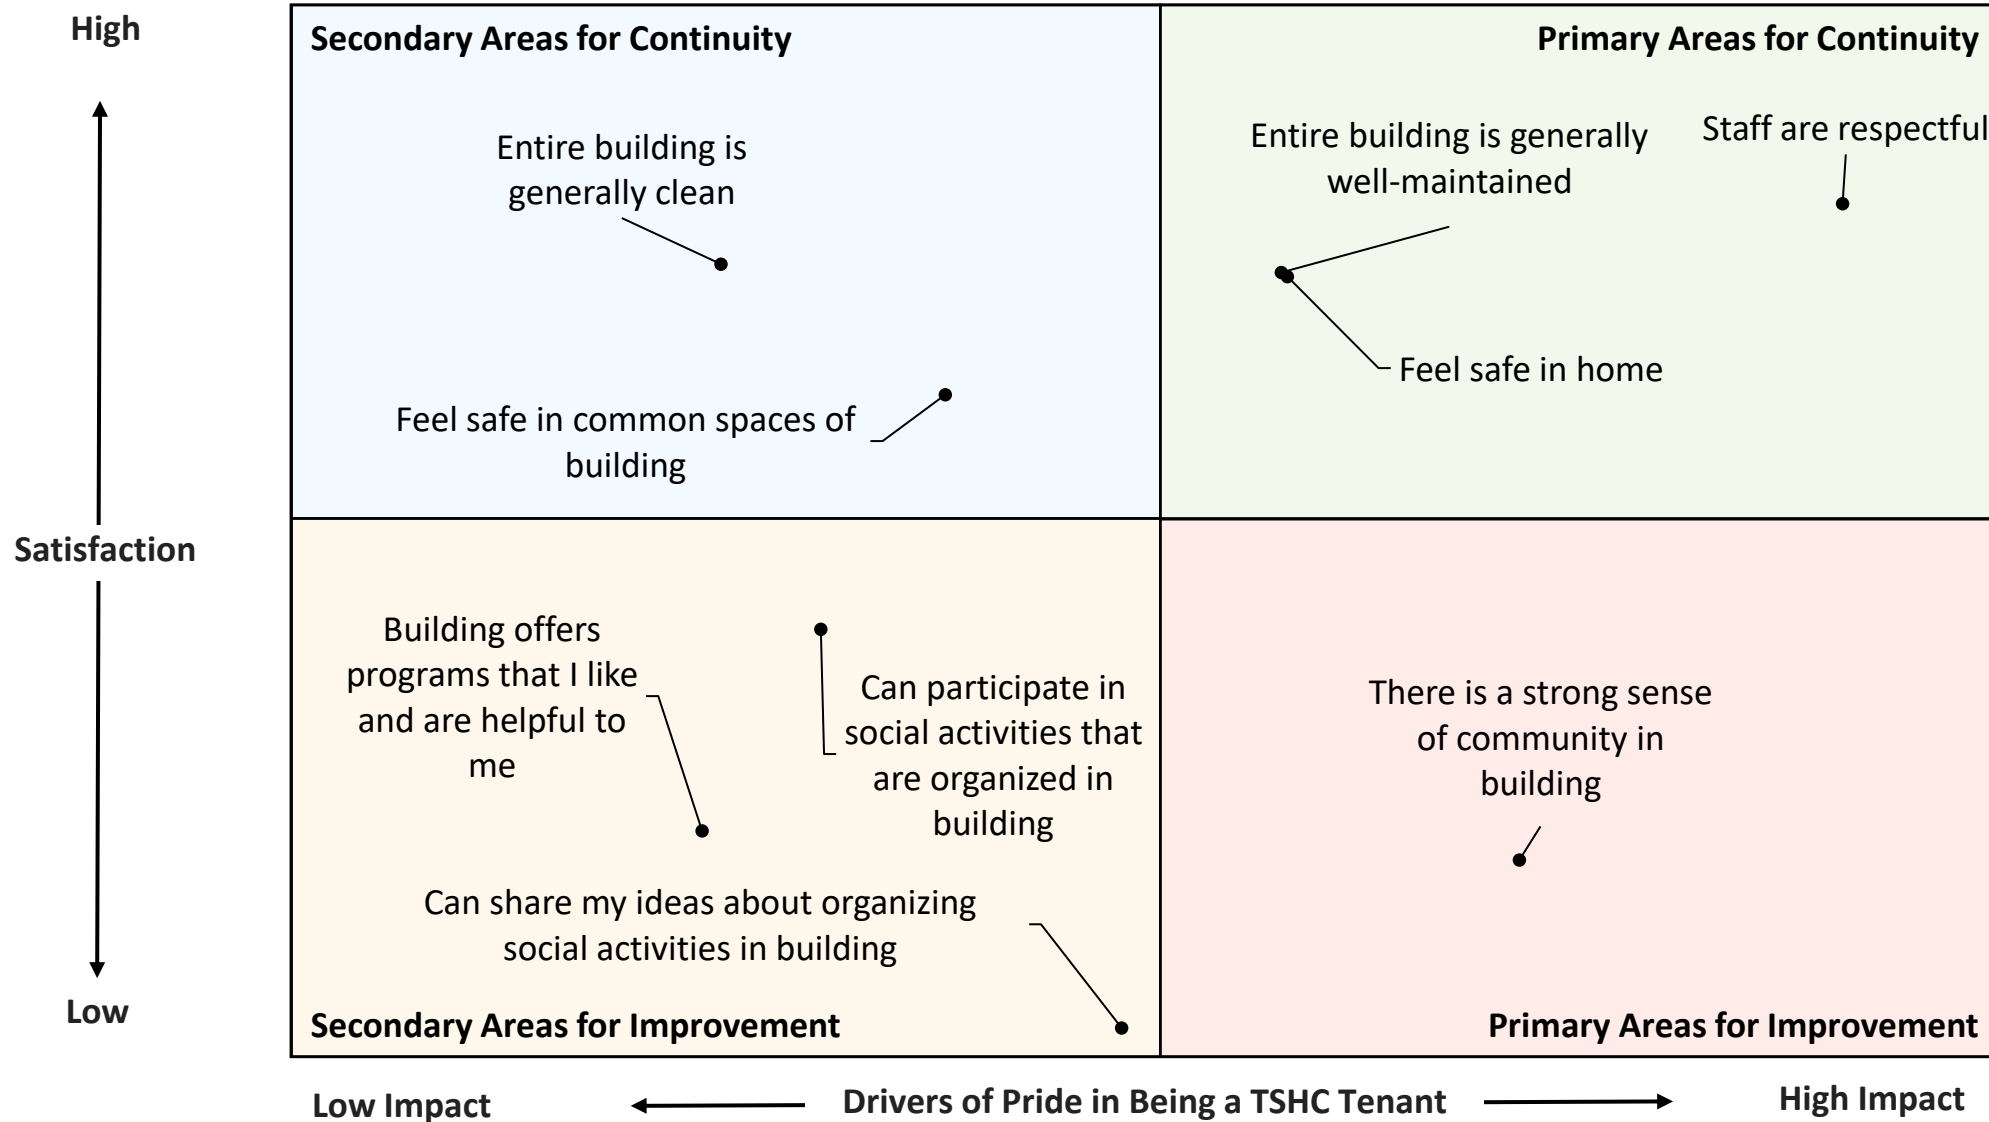 High
Secondary Areas for Continuity
Primary Areas for Continuity
Entire building is
generally clean
Entire building is generally
well-maintained
Staff are respectful
Feel safe in home
Feel safe in common spaces of
building
Satisfaction
Building offers
programs that I like
and are helpful to
me
Can participate in
social activities that
are organized in
building
There is a strong sense
of community in
building
Can share my ideas about organizing
social activities in building
Low
Secondary Areas for Improvement
Primary Areas for Improvement
Low Impact
Drivers of Pride in Being a TSHC Tenant
High Impact